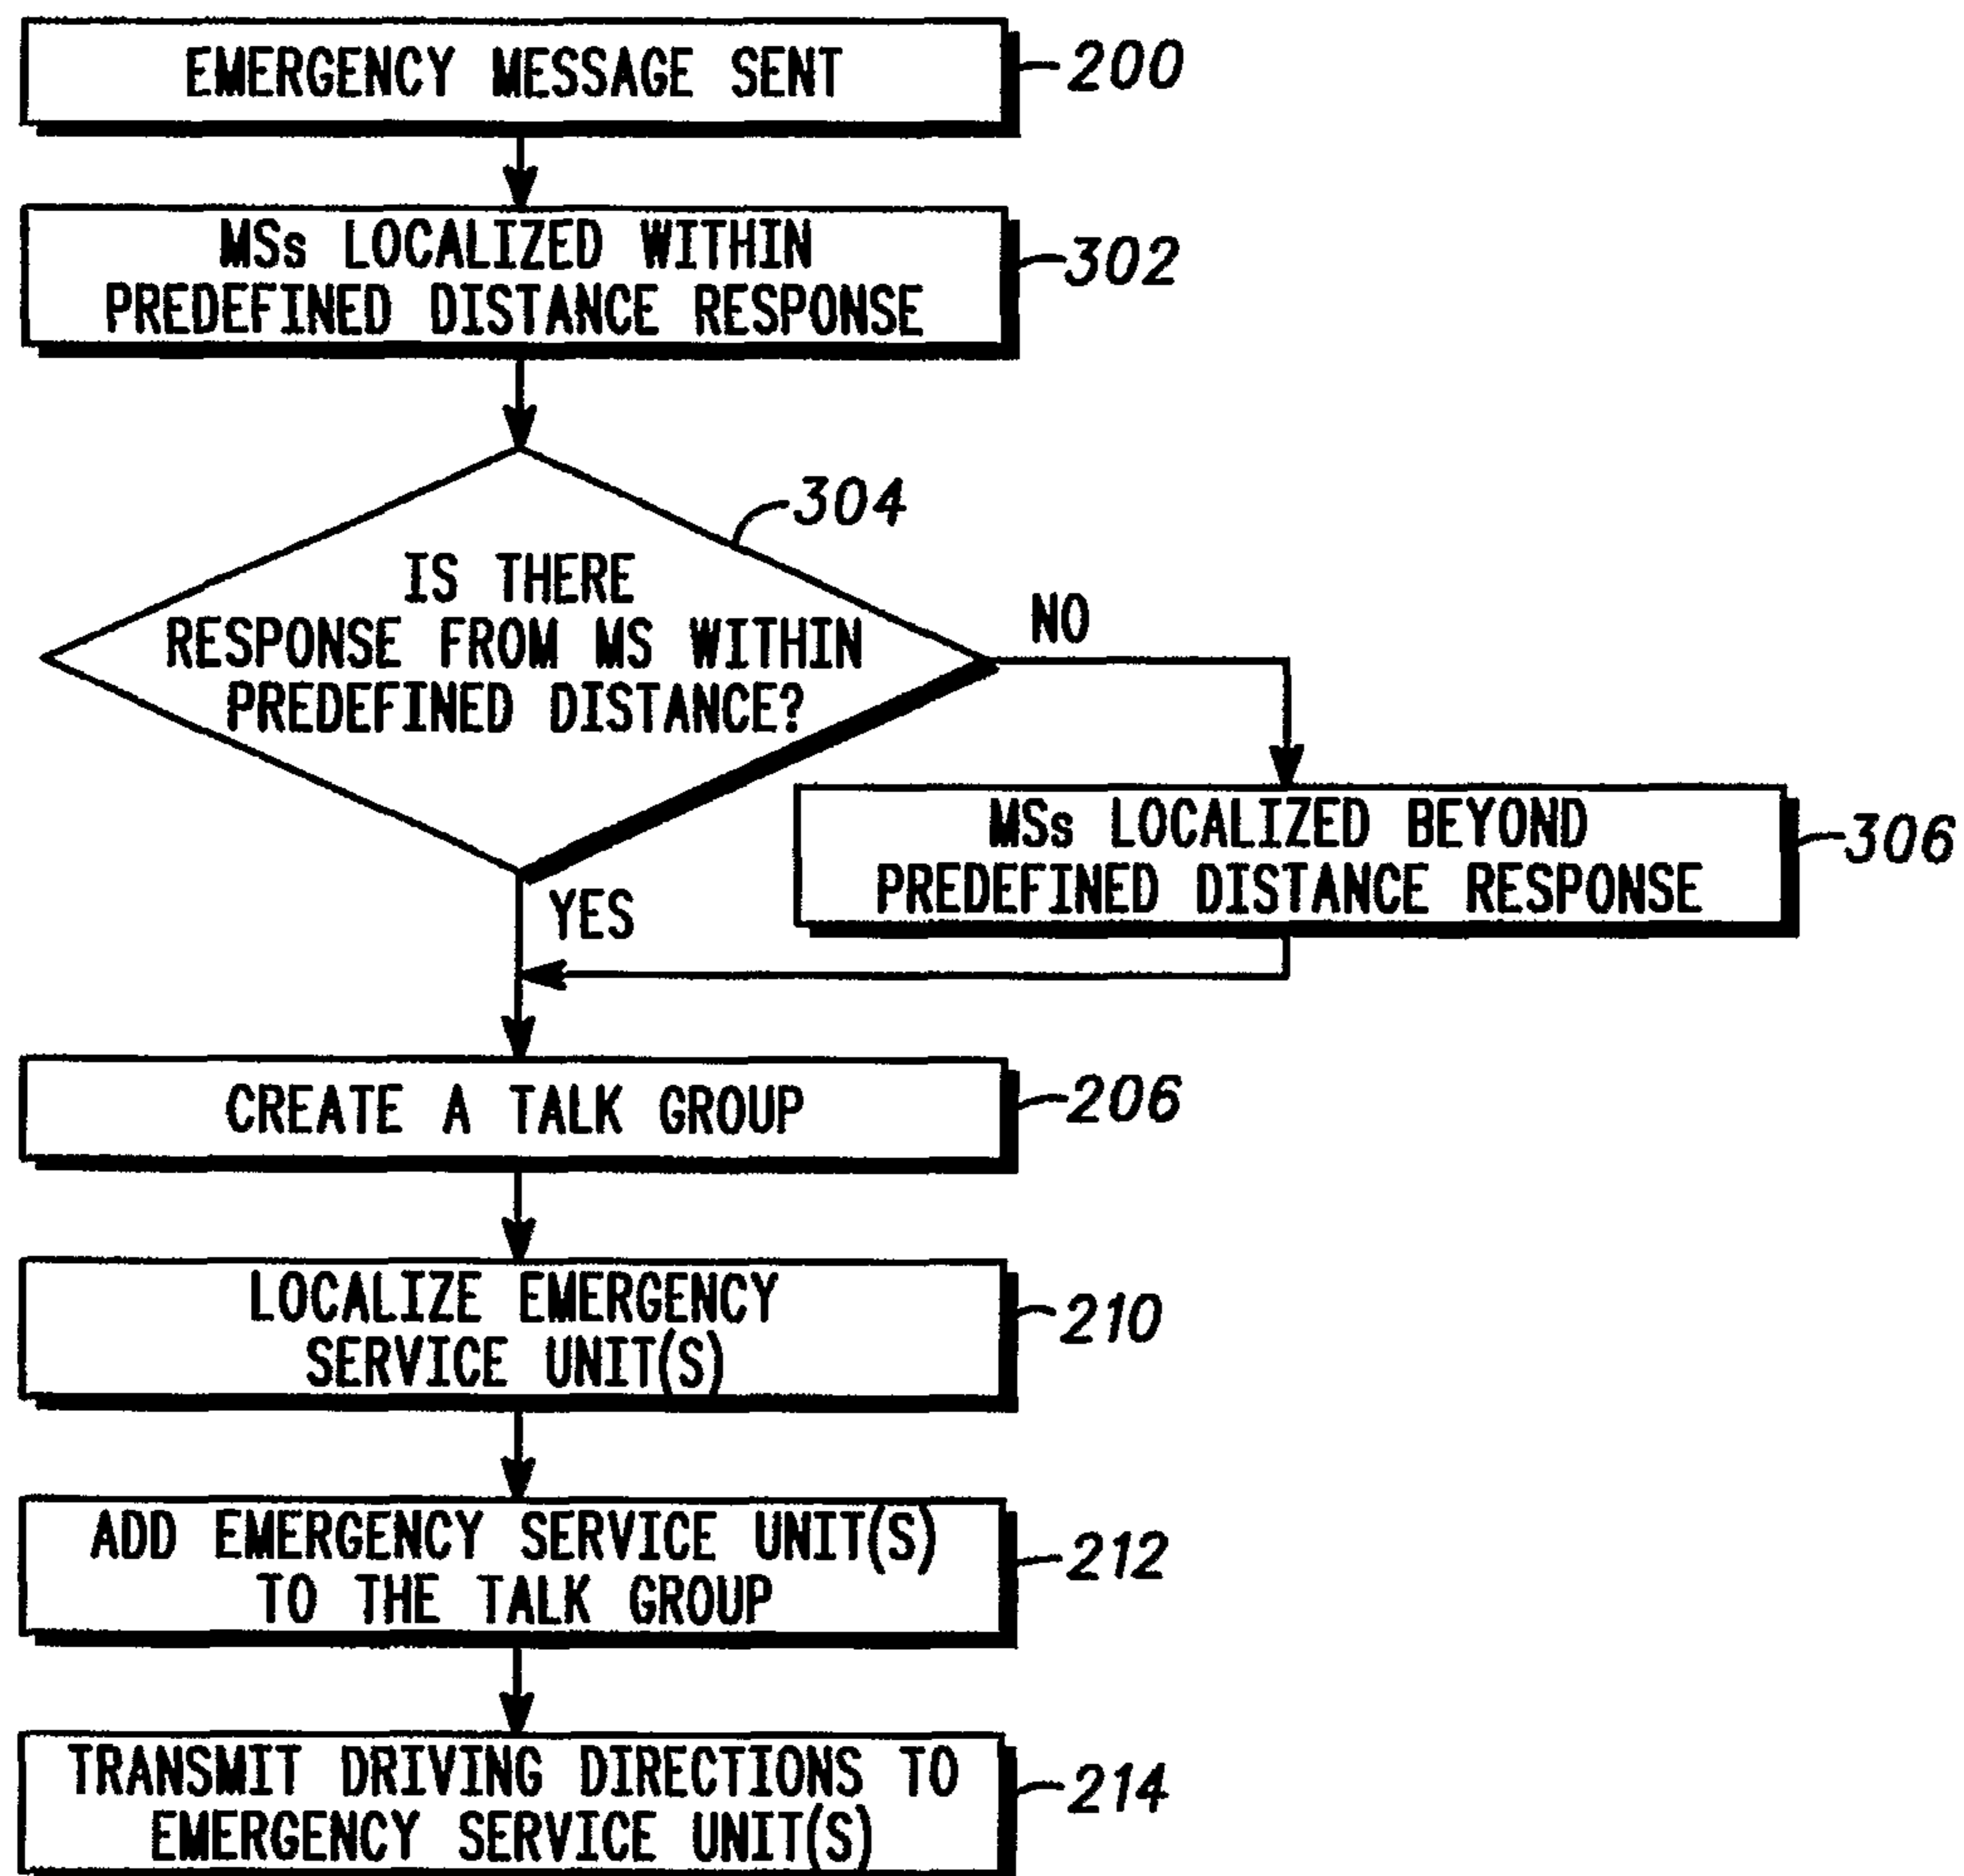 EMERGENCY MESSAGE SENT
200
MSs LOCALIZED WITHIN
PREDEFINED DISTANCE RESPONSE
302
304
IS THERE
RESPONSE FROM MS WITHIN
PREDEFINED DISTANCE?
NO
MSs LOCALIZED BEYOND
PREDEFINED DISTANCE RESPONSE
306
YES
CREATE A TALK GROUP
206
LOCALIZE EMERGENCY
SERVICE UNIT(S)
210
ADD EMERGENCY SERVICE UNIT(S)
TO THE TALK GROUP
212
TRANSMIT DRIVING DIRECTIONS TO
EMERGENCY SERVICE UNIT(S)
214